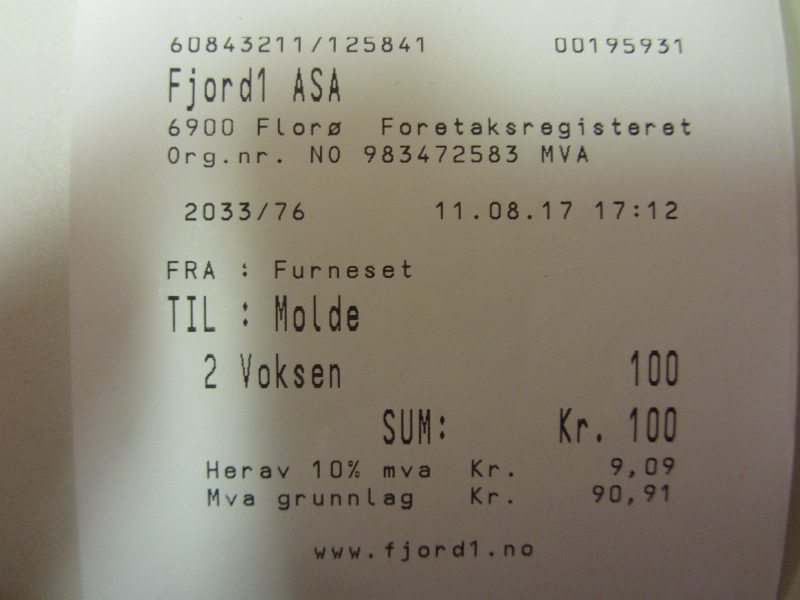 60843211/125841 00195931
Fjord1 ASA
6900 Florø Foretaksregisteret
Org.nr. NO 983472583 MVA
2033/76 11.08.17 17:12
FRA : Furneset
TIL : Molde
2 Voksen 100
SUM: Kr. 100
Herav 10% mva Kr. 9,09
Mva grunnlag Kr. 90,91
www.fjord1.no